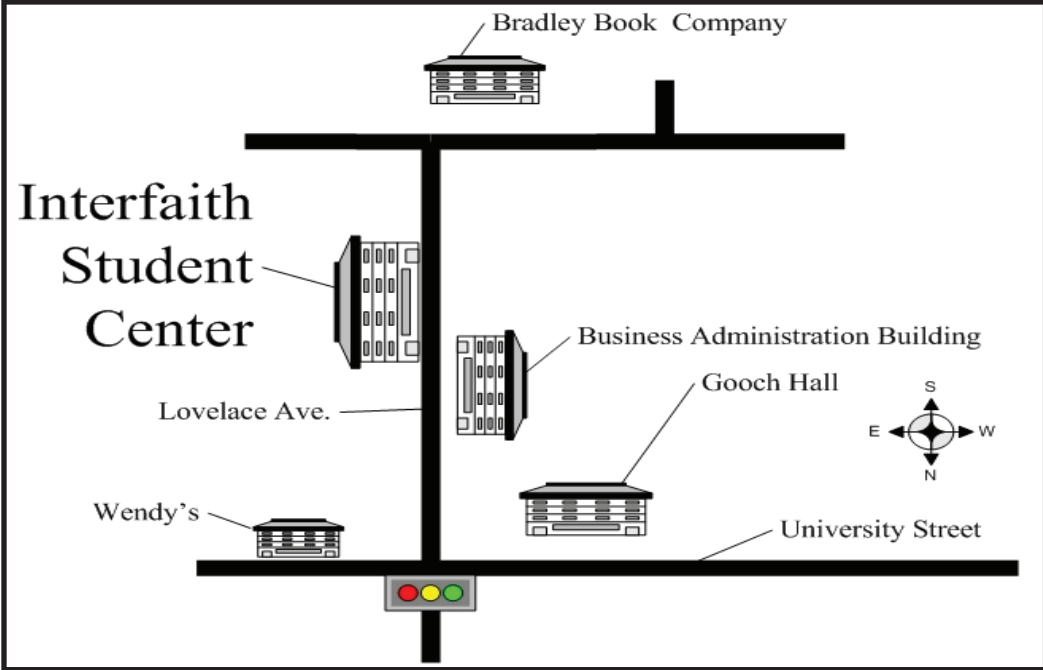 Bradley Book Company
Interfaith
Student
Center
Business Administration Building
Gooch Hall
Lovelace Ave.
S
E W
N
Wendy's
University Street